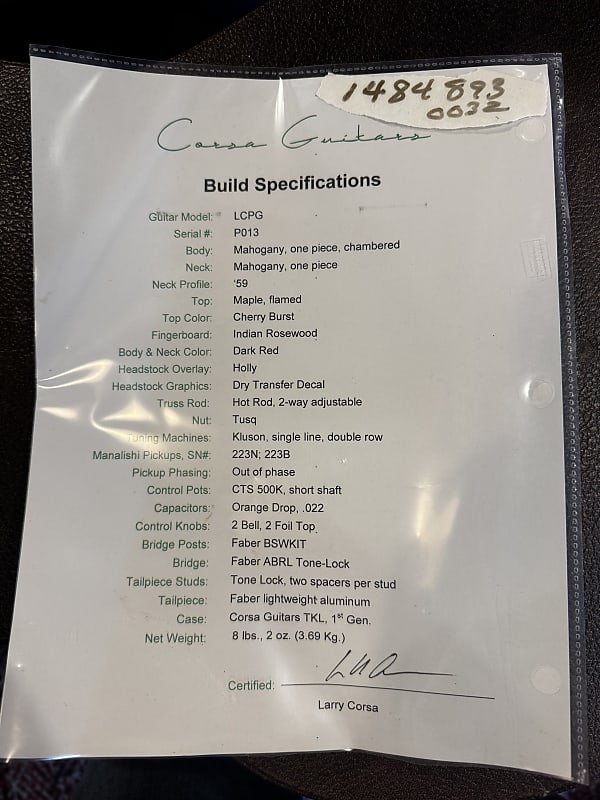 1484 893
0032
Corsa Guitars
Build Specifications
Guitar Model: LCPG
Serial #: P013
Body: Mahogany, one piece, chambered
Neck: Mahogany, one piece
Neck Profile: '59
Top: Maple, flamed
Top Color: Cherry Burst
Fingerboard: Indian Rosewood
Body & Neck Color: Dark Red
Headstock Overlay: Holly
Headstock Graphics: Dry Transfer Decal
Truss Rod: Hot Rod, 2-way adjustable
Nut: Tusq
Tuning Machines: Kluson, single line, double row
Manalishi Pickups, SN#: 223N; 223B
Pickup Phasing: Out of phase
Control Pots: CTS 500K, short shaft
Capacitors: Orange Drop, .022
Control Knobs: 2 Bell, 2 Foil Top
Bridge Posts: Faber BSWKIT
Bridge: Faber ABRL Tone-Lock
Tailpiece Studs: Tone Lock, two spacers per stud
Tailpiece: Faber lightweight aluminum
Case: Corsa Guitars TKL, 1st Gen.
Net Weight: 8 lbs., 2 oz. (3.69 Kg.)
Certified:
Larry Corsa